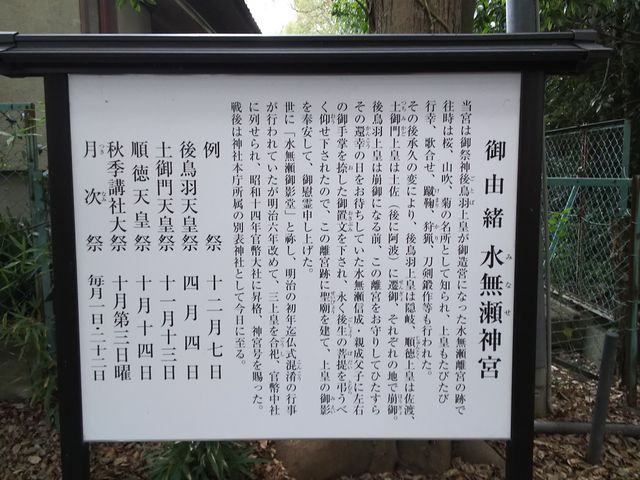 御由緒 水無瀬神宮
みなせ
当宮は御祭神後鳥羽上皇が御造営になった水無瀬離宮の跡で
往時は桜、山吹、菊の名所として知られ、上皇もたびたび
行幸、歌合せ、蹴鞠、狩猟、刀剣鍛作等も行われた。
その後承久の変により、後鳥羽上皇は隠岐、順徳上皇は佐渡、
土御門上皇は土佐（後に阿波）に遷御、それぞれの地で崩御。
後鳥羽上皇は崩御になる前、この離宮をお守りしてひたすら
その還幸の日をお待ちしていた水無瀬信成、親成父子に左右
の御手掌を捺した御置文を下され、永く後生の菩提を弔うべ
く仰せ下されたので、この離宮跡に聖廟を建て、上皇の御影
を奉安して、御慰霊申し上げた。
世に「水無瀬御影堂」と称し、明治の初年迄仏式混淆の行事
が行われていたが明治六年改めて、三上皇を合祀、官幣中社
に列せられ、昭和十四年官幣大社に昇格、神宮号を賜った。
戦後は神社本庁所属の別表神社として今日に至る。
例祭 十二月七日
後鳥羽天皇祭 四月四日
土御門天皇祭 十一月十三日
順徳天皇祭 十月十四日
秋季講社大祭 十月第三日曜
月次祭 毎月一日・二十二日